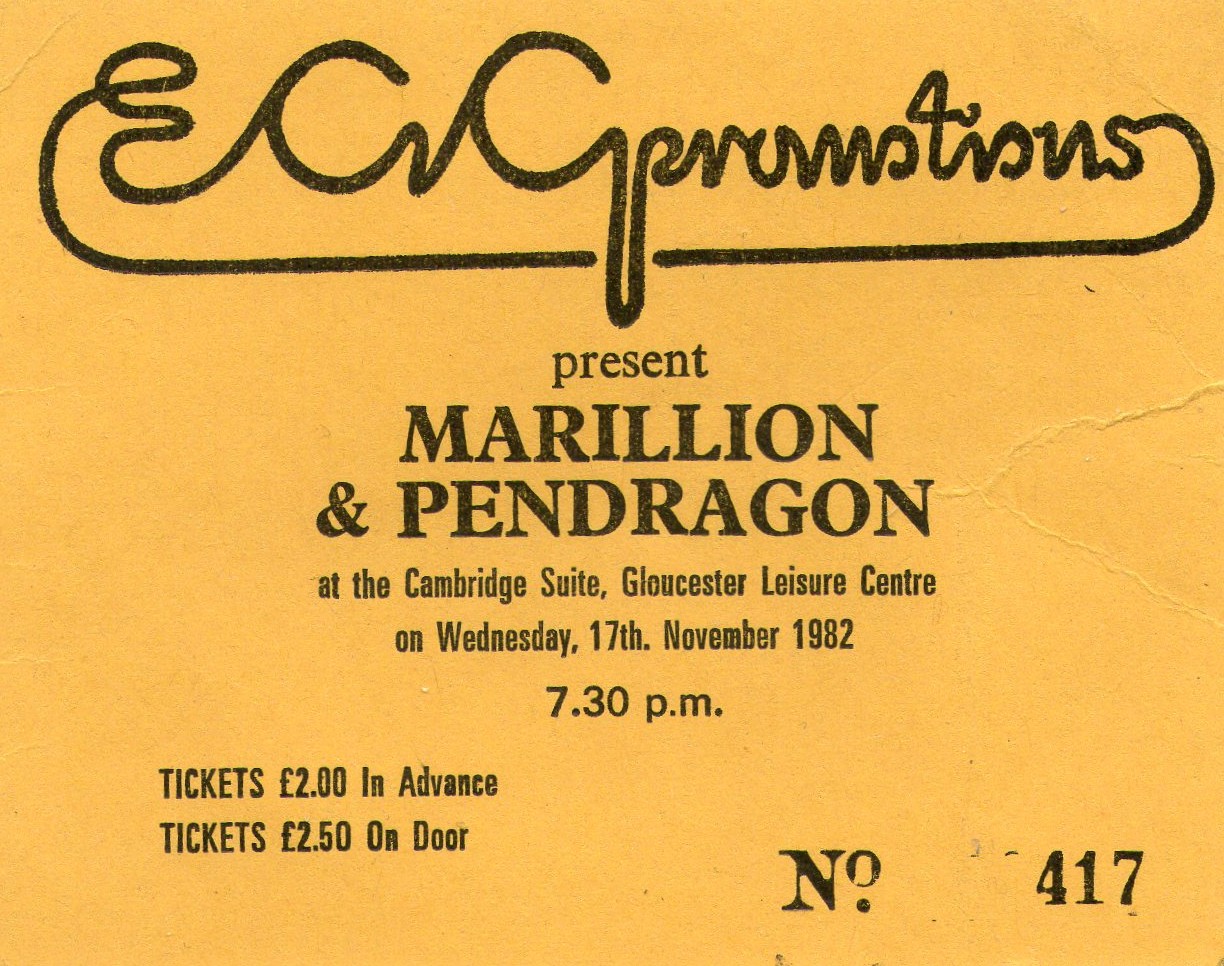 ECG promotions
present
MARILLION
& PENDRAGON
at the Cambridge Suite, Gloucester Leisure Centre
on Wednesday, 17th. November 1982
7.30 p.m.
TICKETS £2.00 In Advance
TICKETS £2.50 On Door
Nº. 417